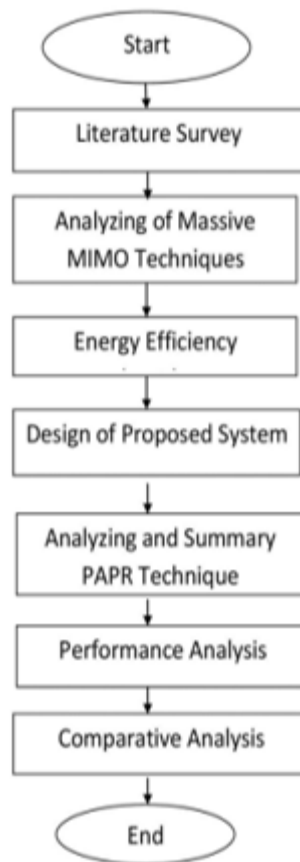 Start
Literature Survey
Analyzing of Massive
MIMO Techniques
Energy Efficiency
Design of Proposed System
Analyzing and Summary
PAPR Technique
Performance Analysis
Comparative Analysis
End